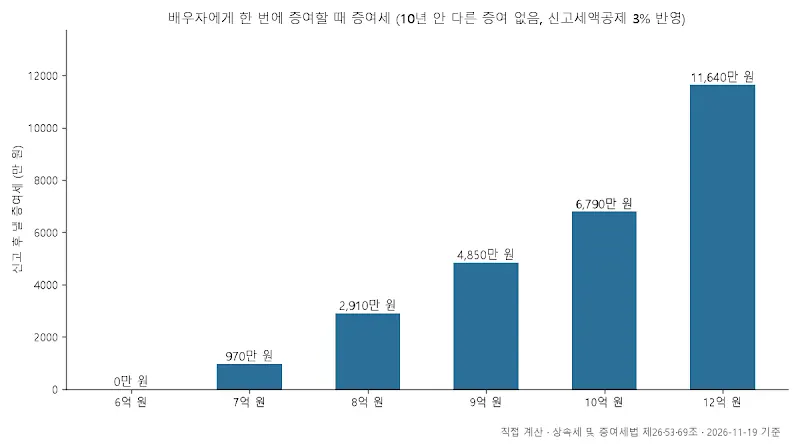 배우자에게 한 번에 증여할 때 증여세 (10년 안 다른 증여 없음, 신고세액공제 3% 반영)
신고 후 낼 증여세 (만 원)
12000
10000
8000
6000
4000
2000
0
0만 원
970만 원
2,910만 원
4,850만 원
6,790만 원
11,640만 원
6억 원
7억 원
8억 원
9억 원
10억 원
12억 원
직접 계산 · 상속세 및 증여세법 제26·53·69조 · 2026-11-19 기준